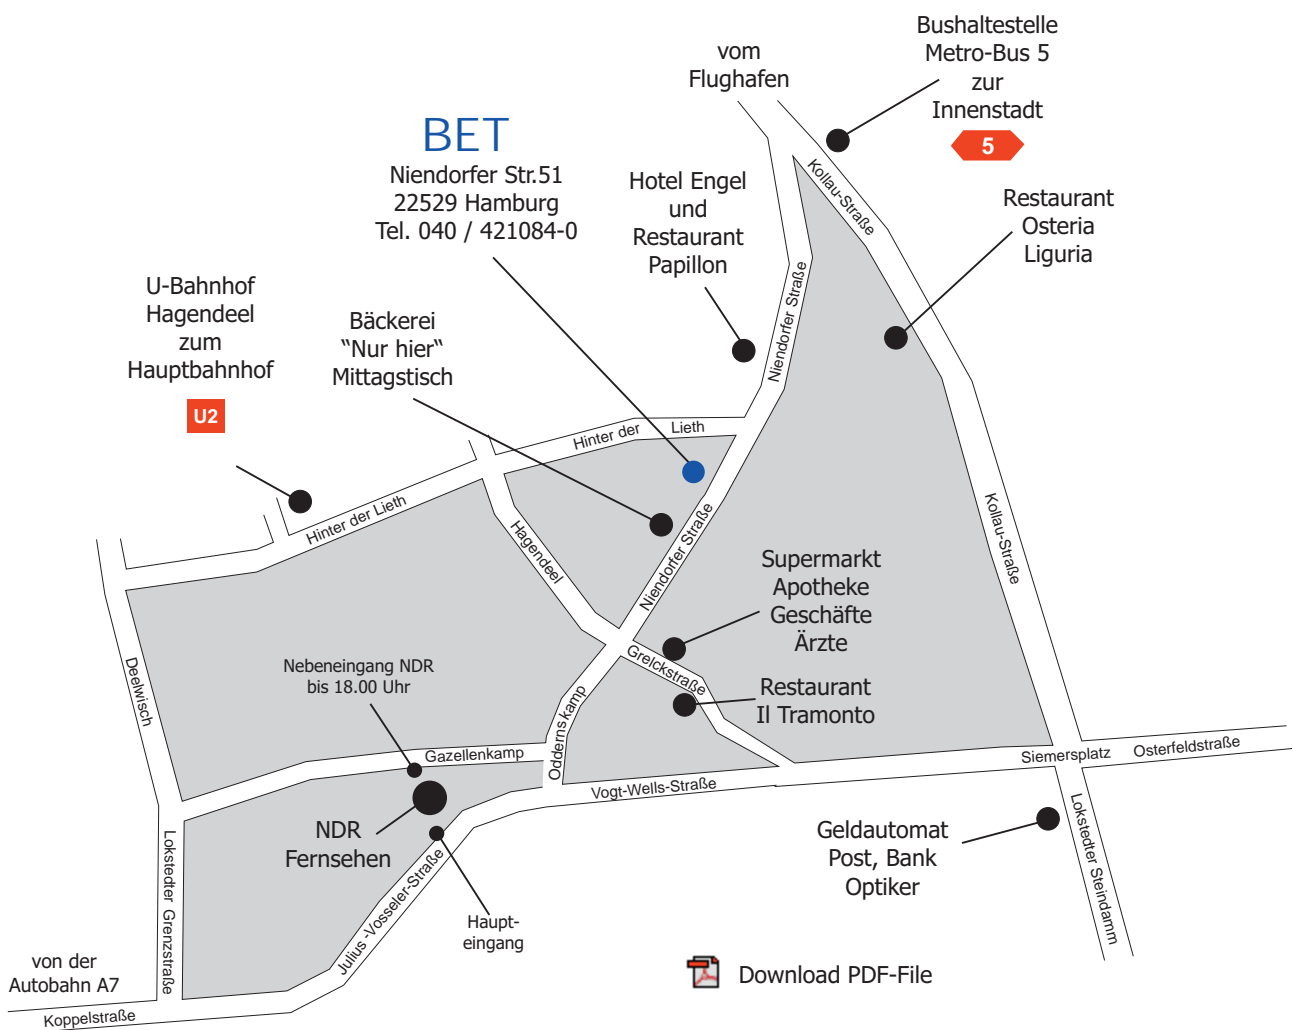 vom
Flughafen
Bushaltestelle
Metro-Bus 5
zur
Innenstadt
5
BET
Niendorfer Str.51
22529 Hamburg
Tel. 040 / 421084-0
Hotel Engel
und
Restaurant
Papillon
Restaurant
Osteria
Liguria
Kollau-Straße
U-Bahnhof
Hagendeel
zum
Hauptbahnhof
U2
Bäckerei
"Nur hier"
Mittagstisch
Niendorfer Straße
Hinter der Lieth
Hinter der Lieth
Hagendeel
Niendorfer Straße
Kollau-Straße
Supermarkt
Apotheke
Geschäfte
Ärzte
Grelckstraße
Restaurant
Il Tramonto
Deelwisch
Nebeneingang NDR
bis 18.00 Uhr
Oddernskamp
Gazellenkamp
Vogt-Wells-Straße
Siemersplatz
Osterfeldstraße
NDR
Fernsehen
Lokstedter Grenzstraße
Julius -Vosseler-Straße
Haupt-
eingang
Geldautomat
Post, Bank
Optiker
Lokstedter Steindamm
von der
Autobahn A7
Koppelstraße
Download PDF-File